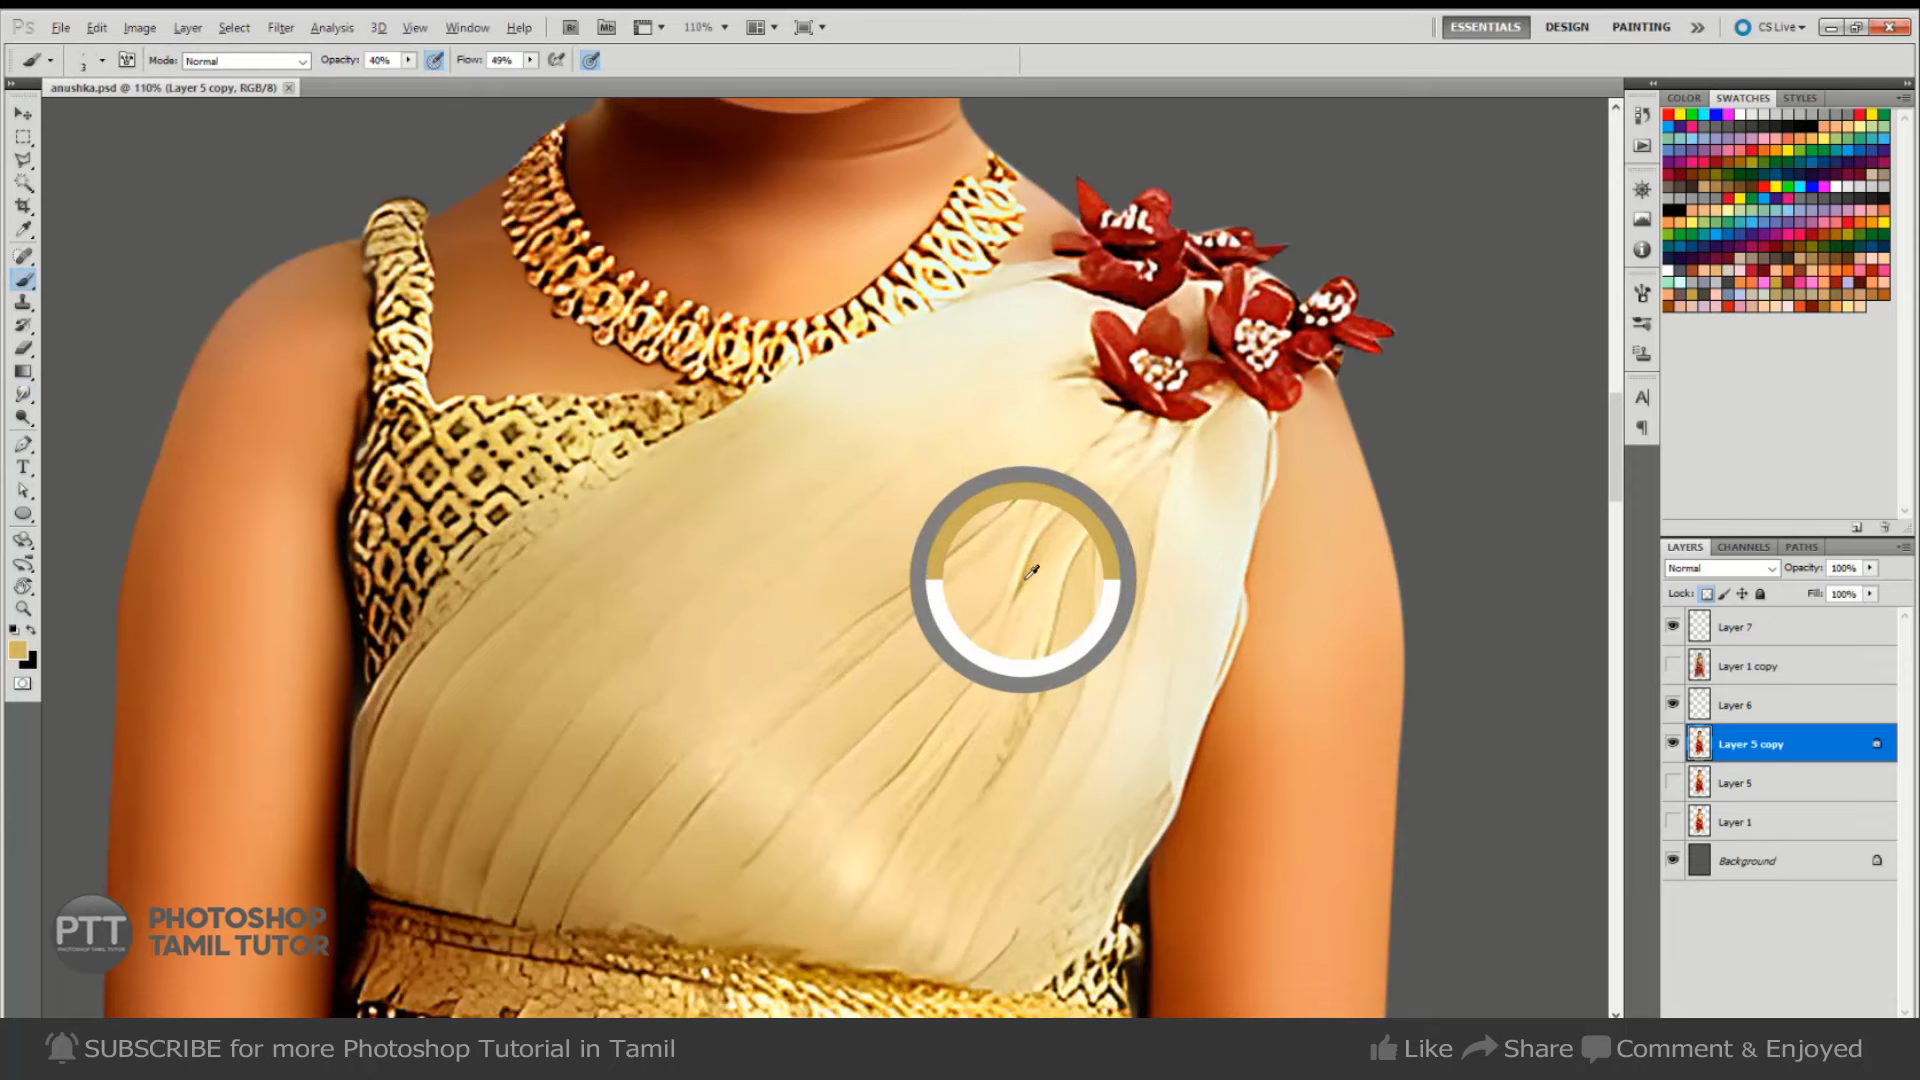 Ps File Edit Image Layer Select Filter Analysis 3D View Window Help Br Mb 110% ESSENTIALS DESIGN PAINTING CS Live
3 Mode: Normal Opacity: 40% Flow: 49%
anushka.psd @ 110% (Layer 5 copy, RGB/8)
COLOR SWATCHES STYLES
LAYERS CHANNELS PATHS
Normal Opacity: 100%
Lock: Fill: 100%
Layer 7
Layer 1 copy
Layer 6
Layer 5 copy
Layer 5
Layer 1
Background
PTT PHOTOSHOP
TAMIL TUTOR
SUBSCRIBE for more Photoshop Tutorial in Tamil
Like Share Comment & Enjoyed